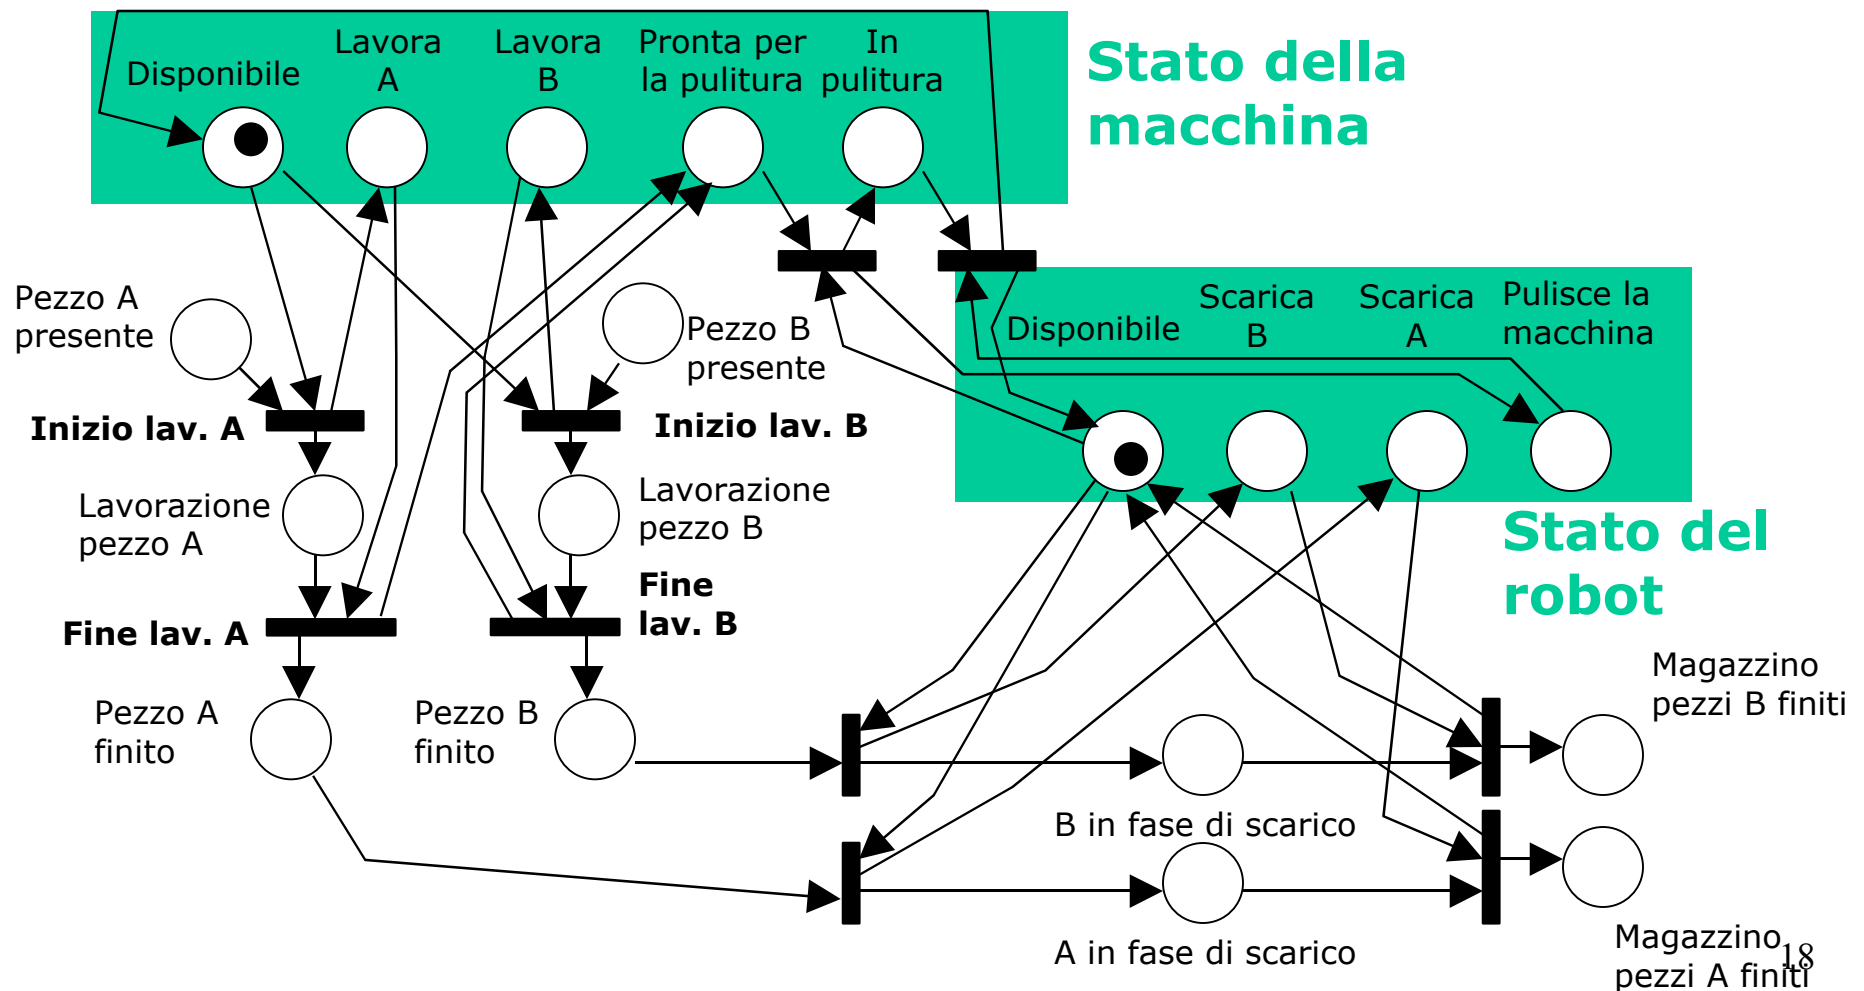 Lavora
A
Lavora
B
Pronta per
la pulitura
In
pulitura
Disponibile
Stato della
macchina
Pezzo A
presente
Pezzo B
presente
Disponibile
Scarica
B
Scarica
A
Pulisce la
macchina
Inizio lav. A
Inizio lav. B
Lavorazione
pezzo A
Lavorazione
pezzo B
Stato del
robot
Fine lav. A
Fine
lav. B
Pezzo A
finito
Pezzo B
finito
Magazzino
pezzi B finiti
B in fase di scarico
A in fase di scarico
Magazzino
pezzi A finiti
18